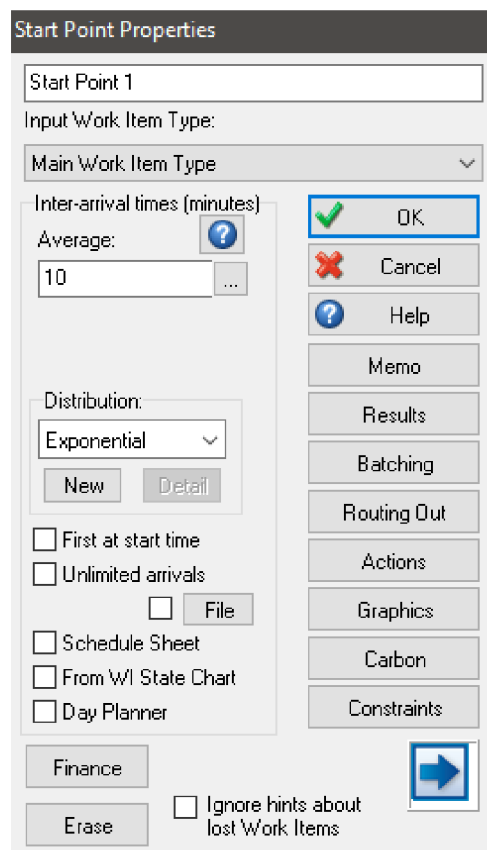 Start Point Properties
Start Point 1
Input Work Item Type:
Main Work Item Type
Inter-arrival times (minutes)
Average:
10
...
Distribution:
Exponential
New
Detail
First at start time
Unlimited arrivals
File
Schedule Sheet
From WI State Chart
Day Planner
OK
Cancel
Help
Memo
Results
Batching
Routing Out
Actions
Graphics
Carbon
Constraints
Finance
Erase
Ignore hints about
lost Work Items